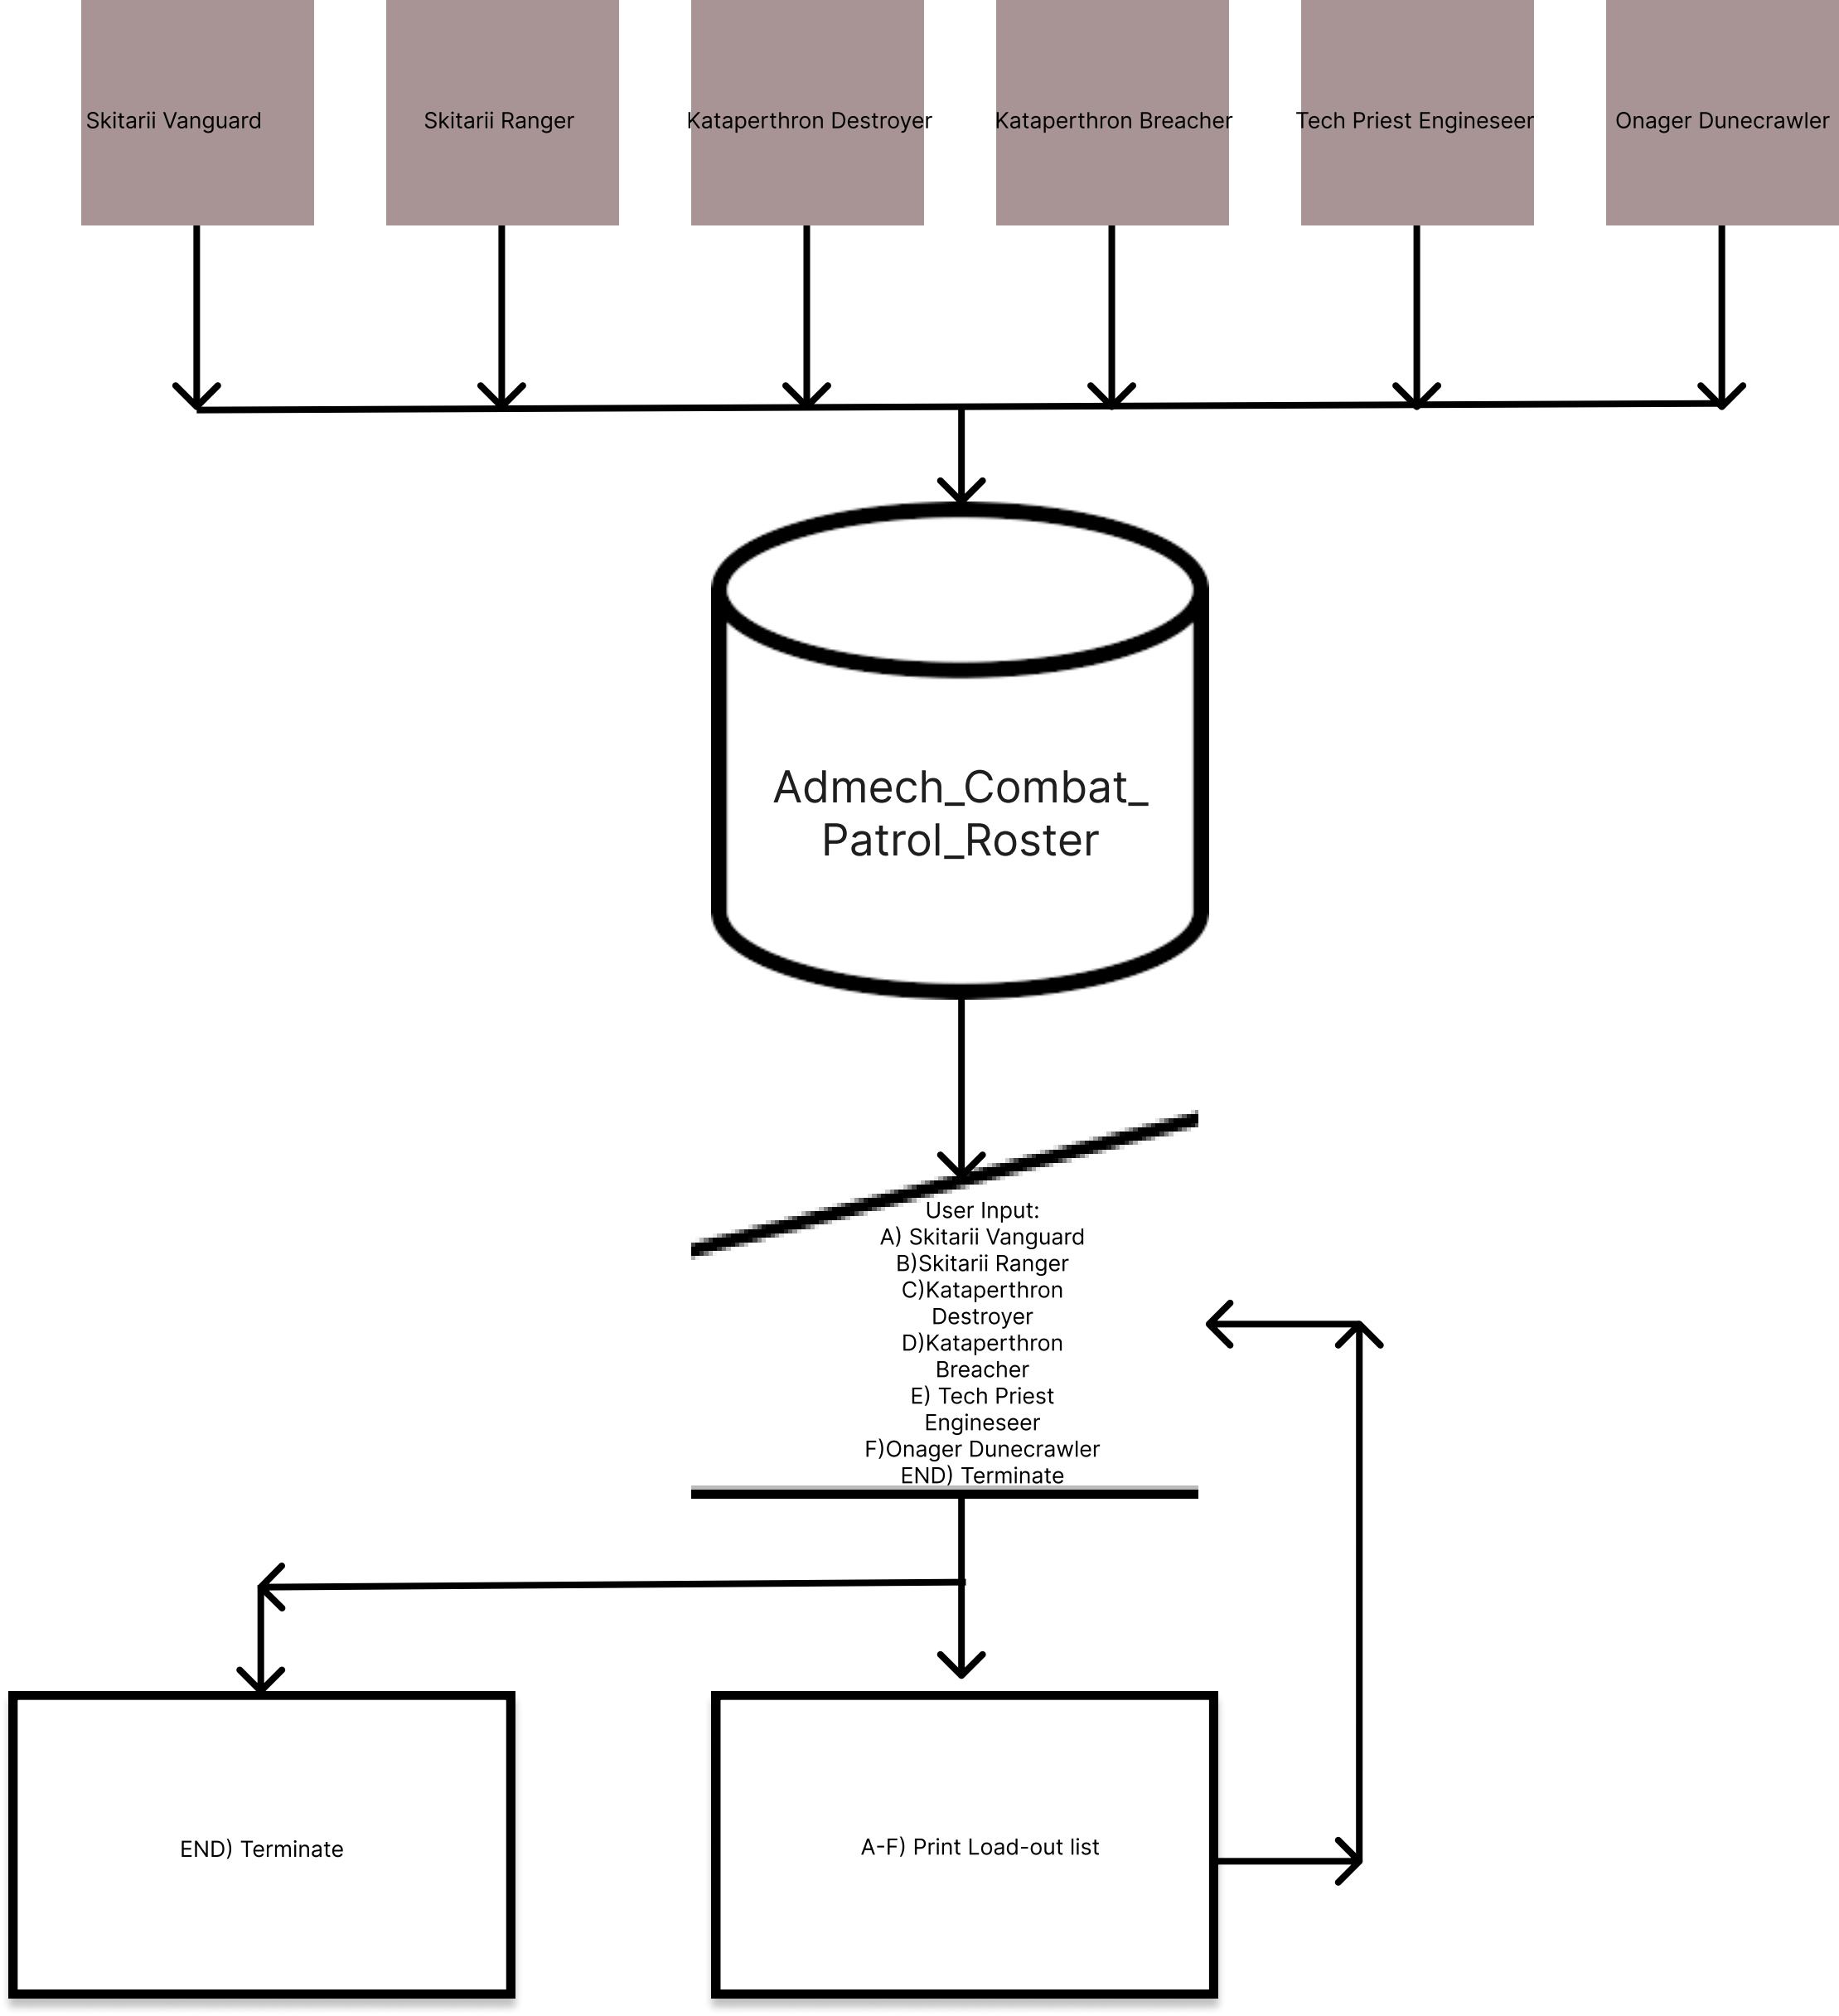 Skitarii Vanguard
Skitarii Ranger
Kataperthron Destroyer
Kataperthron Breacher
Tech Priest Engineseer
Onager Dunecrawler
Admech_Combat_
Patrol_Roster
User Input:
A) Skitarii Vanguard
B)Skitarii Ranger
C)Kataperthron
Destroyer
D)Kataperthron
Breacher
E) Tech Priest
Engineseer
F)Onager Dunecrawler
END) Terminate
END) Terminate
A-F) Print Load-out list